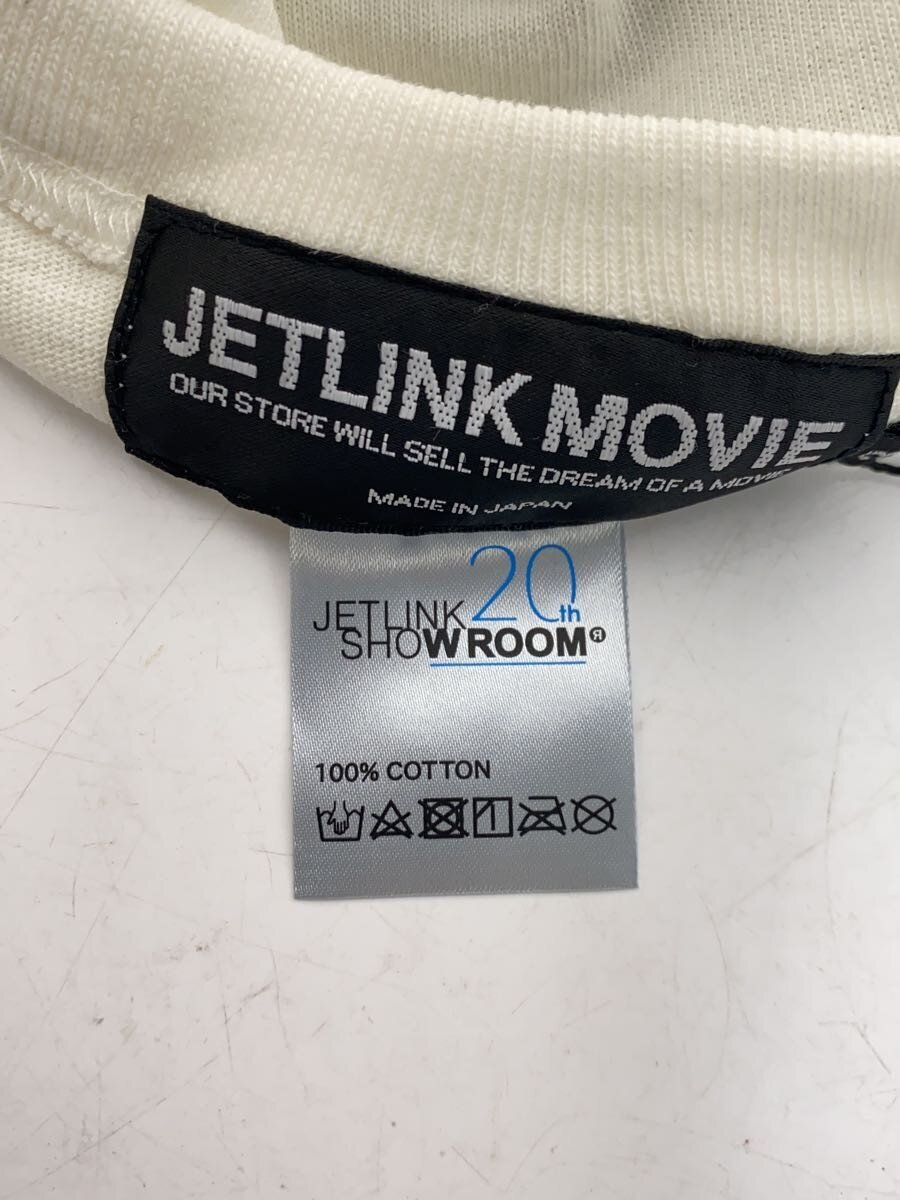 JETLINK MOVIE
OUR STORE WILL SELL THE DREAM OF A MOVIE
MADE IN JAPAN
JETLINK 20th
SHOWROOM®
100% COTTON